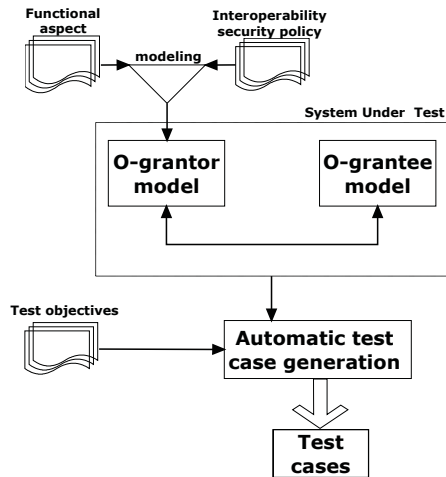 Functional
aspect
modeling
Interoperability
security policy
System Under Test
O-grantor
model
O-grantee
model
Test objectives
Automatic test
case generation
Test
cases